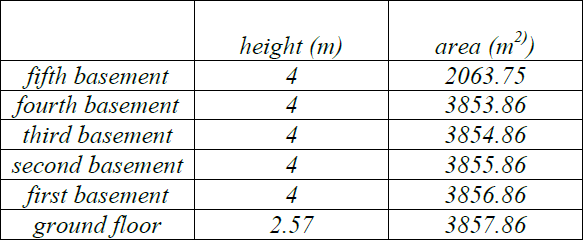 height (m) area (m²⁾)
fifth basement 4 2063.75
fourth basement 4 3853.86
third basement 4 3854.86
second basement 4 3855.86
first basement 4 3856.86
ground floor 2.57 3857.86